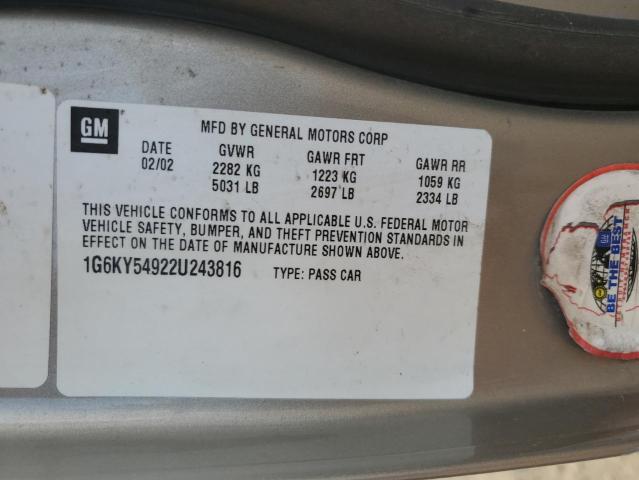 GM
MFD BY GENERAL MOTORS CORP
DATE GVWR GAWR FRT GAWR RR
02/02 2282 KG 1223 KG 1059 KG
5031 LB 2697 LB 2334 LB
THIS VEHICLE CONFORMS TO ALL APPLICABLE U.S. FEDERAL MOTOR
VEHICLE SAFETY, BUMPER, AND THEFT PREVENTION STANDARDS IN
EFFECT ON THE DATE OF MANUFACTURE SHOWN ABOVE.
1G6KY54922U243816 TYPE: PASS CAR
BE THE BEST